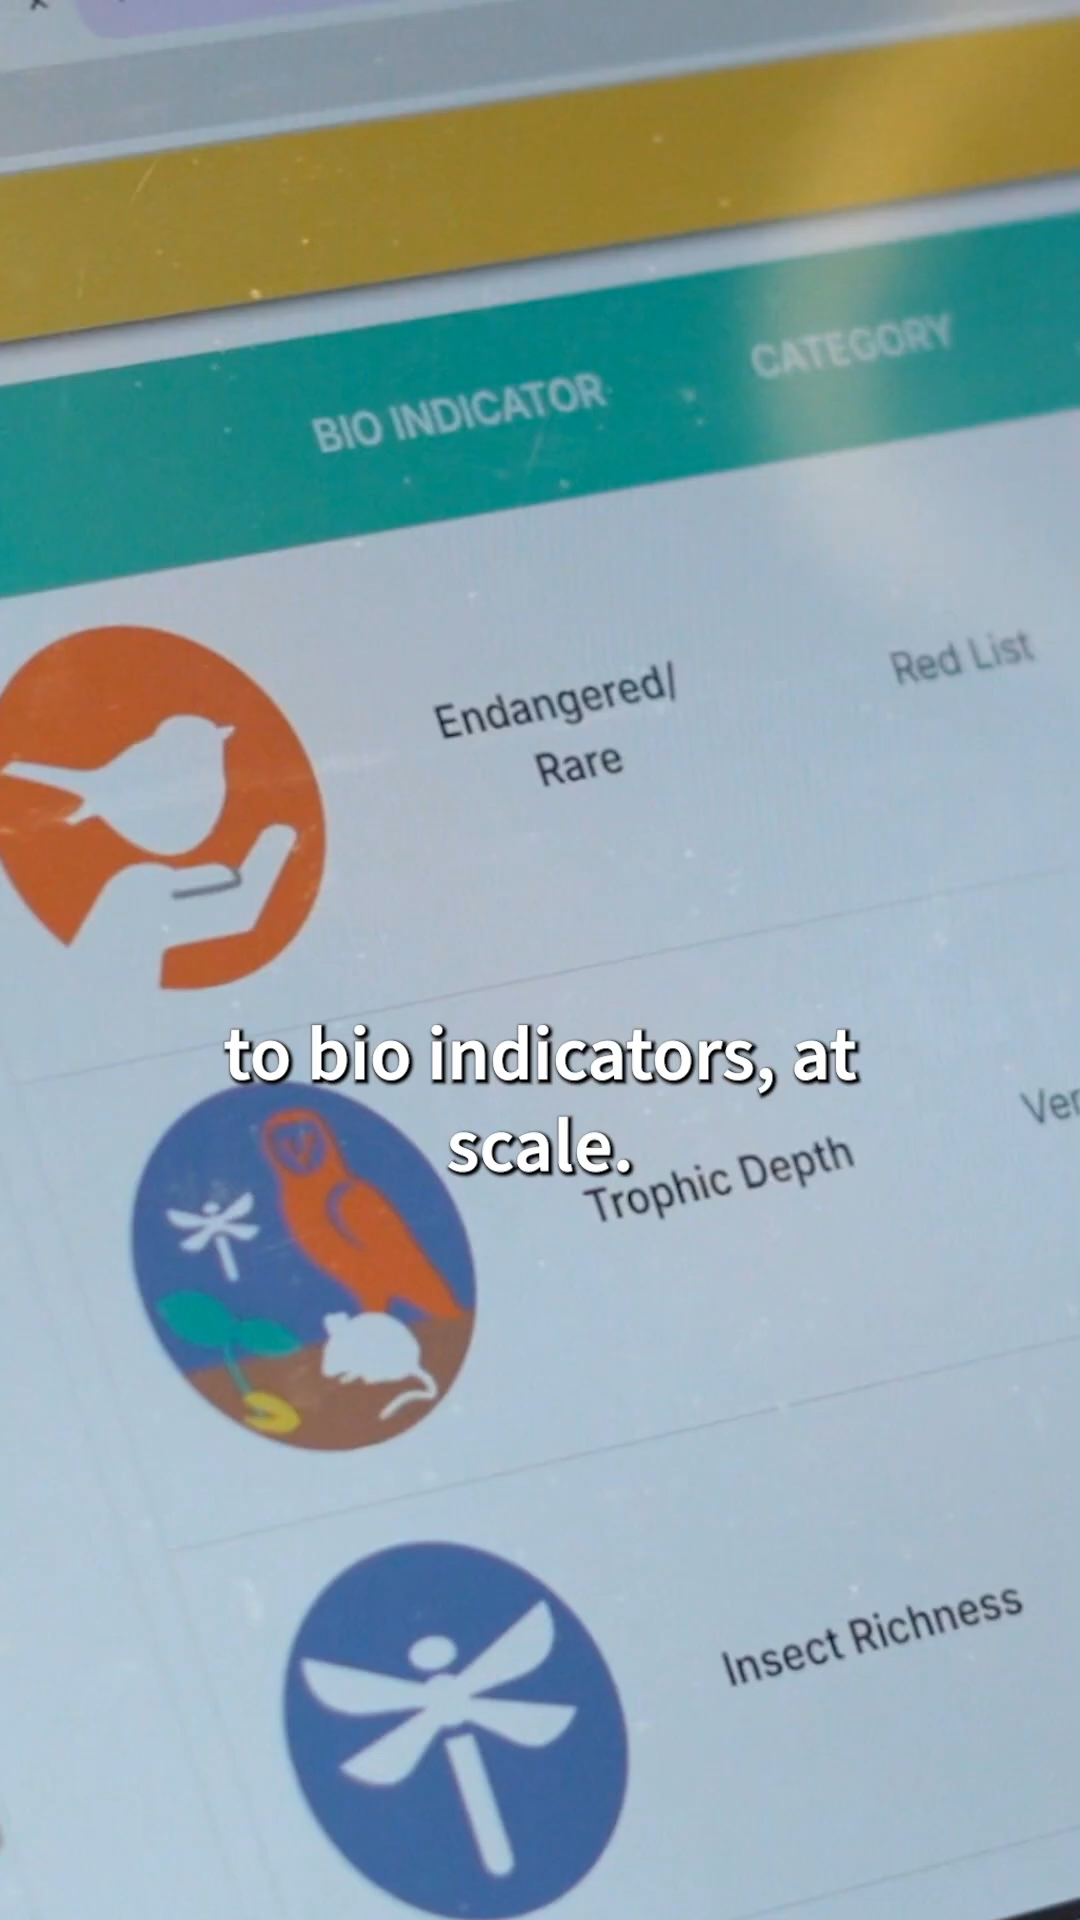 BIO INDICATOR
CATEGORY
Endangered/
Rare
Red List
to bio indicators, at
scale.
Trophic Depth
Insect Richness